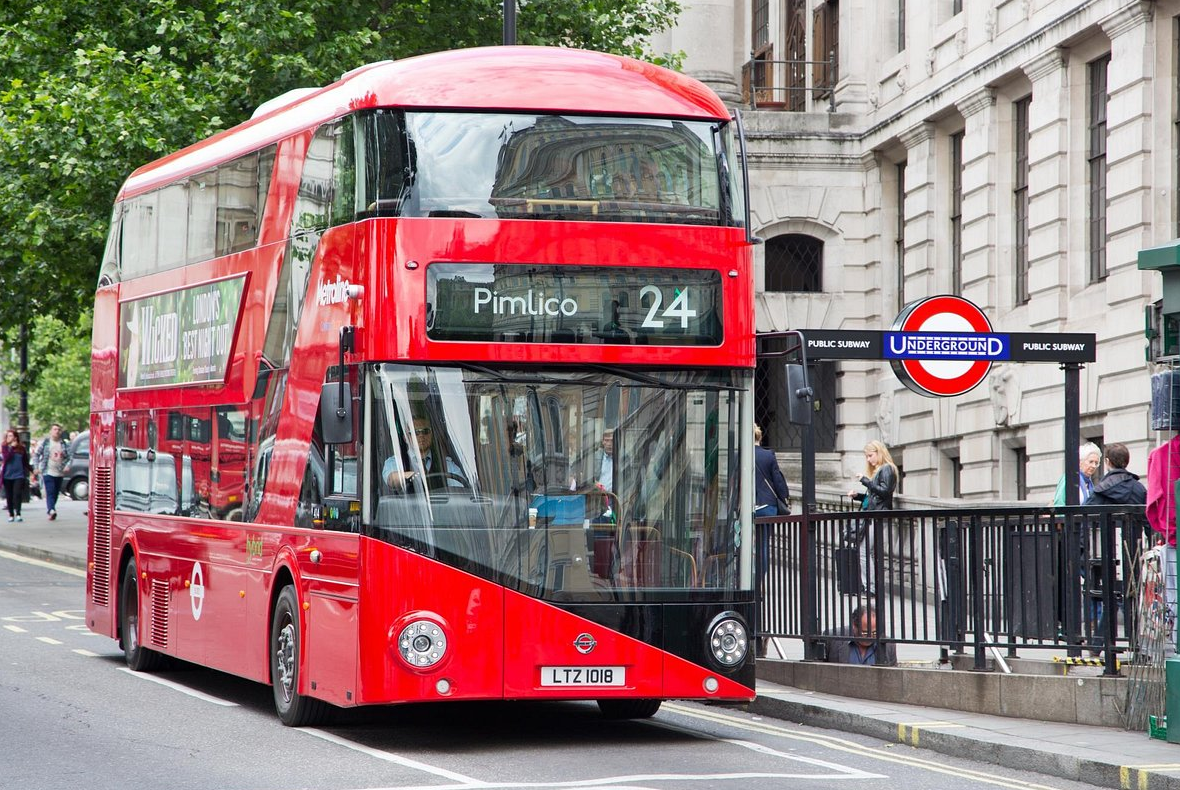 Pimlico 24
Metroline
WICKED
LONDON'S
BEST NIGHT OUT!
PUBLIC SUBWAY
UNDERGROUND
PUBLIC SUBWAY
LTZ 1018